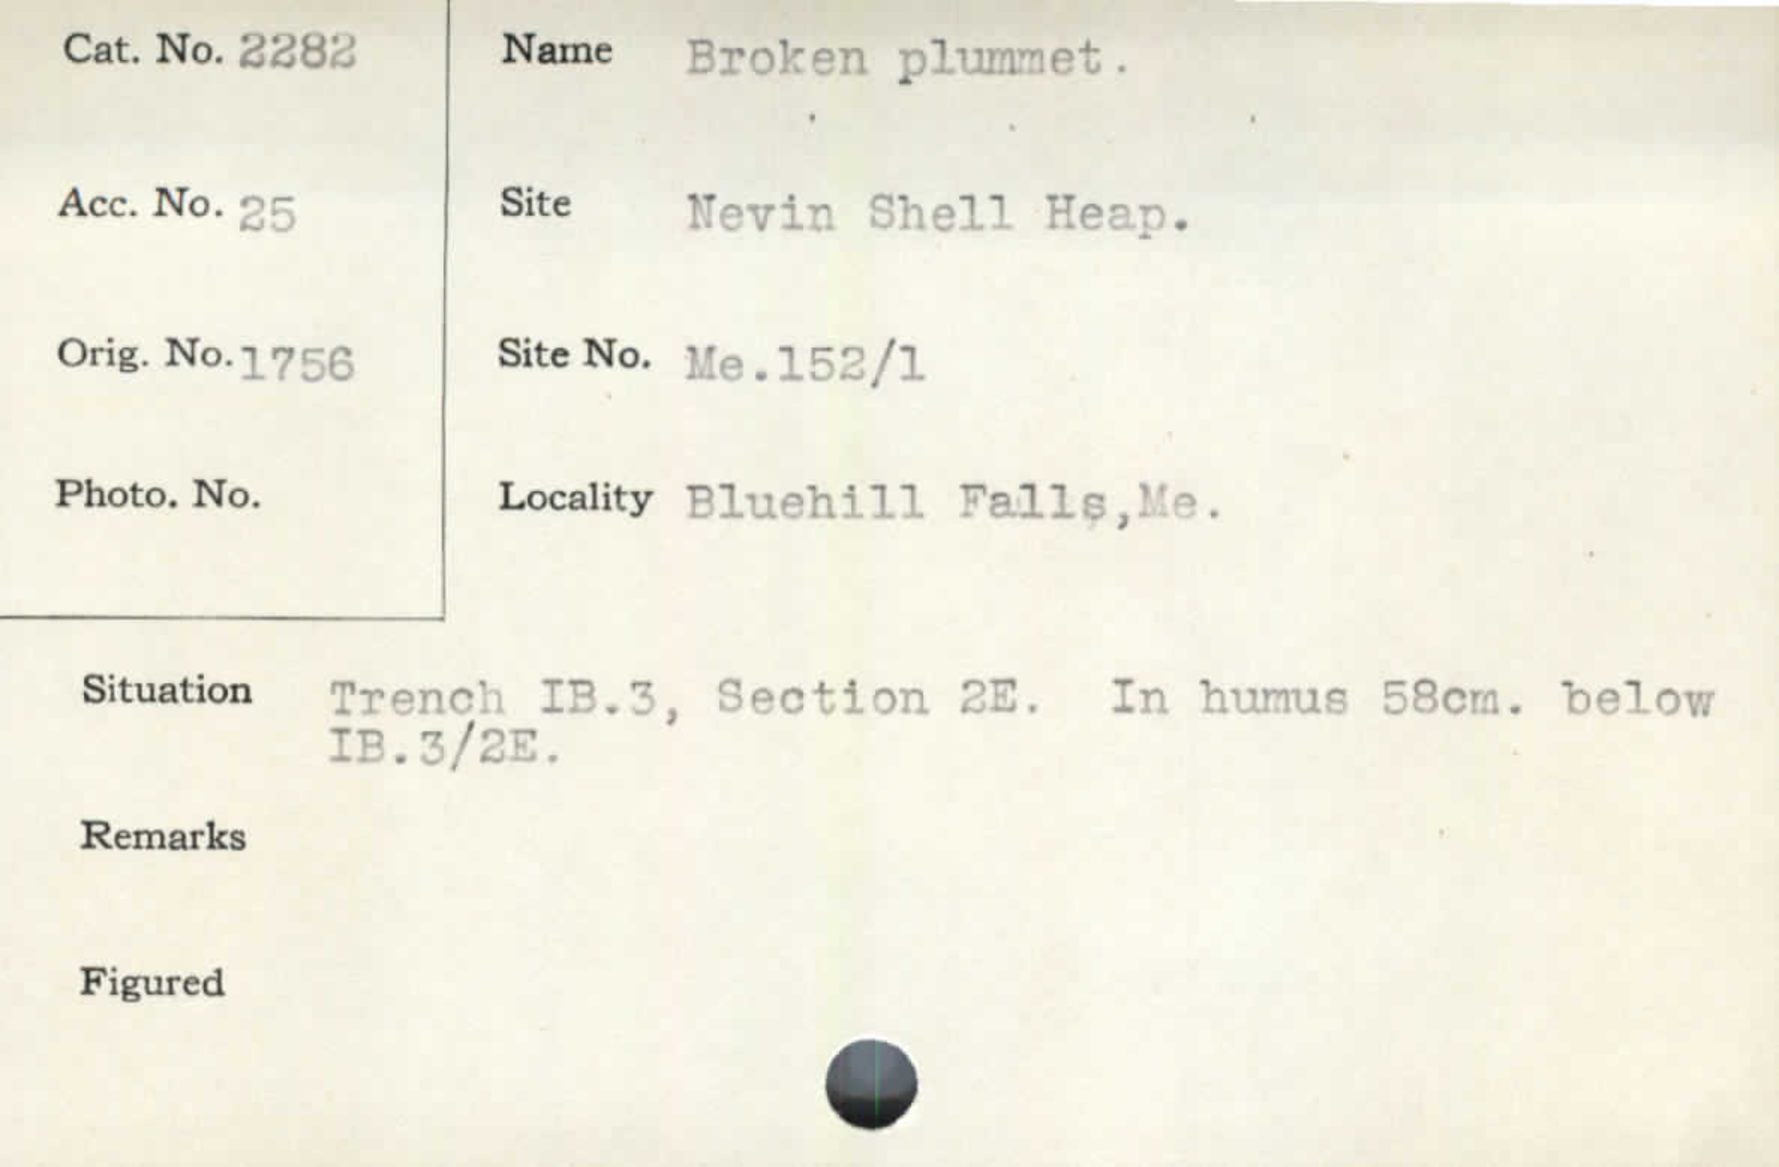 Cat. No. 2282
Name Broken plummet.
Acc. No. 25
Site Nevin Shell Heap.
Orig. No. 1756
Site No. Me.152/1
Photo. No.
Locality Bluehill Falls,Me.
Situation Trench IB.3, Section 2E. In humus 58cm. below
IB.3/2E.
Remarks
Figured